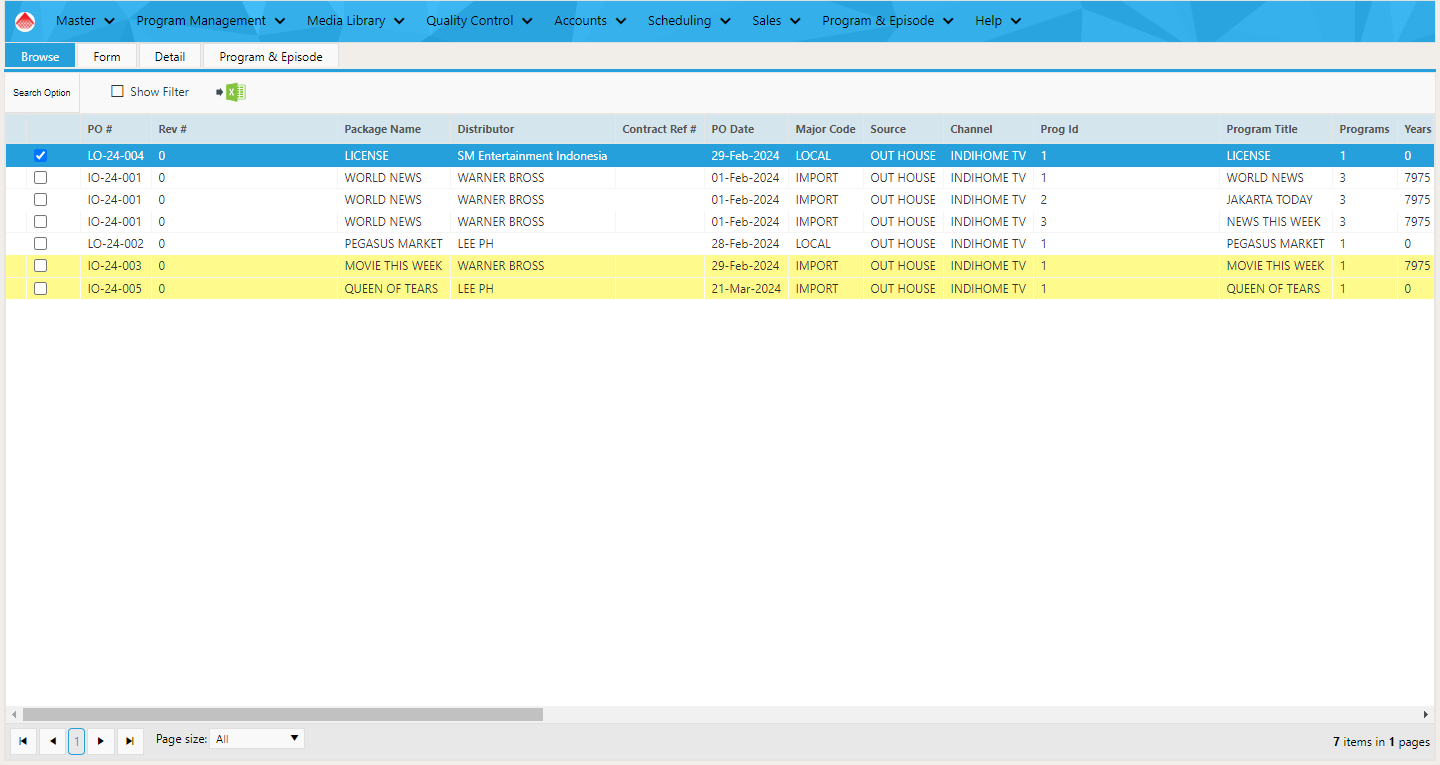 Master Program Management Media Library Quality Control Accounts Scheduling Sales Program & Episode Help
Browse Form Detail Program & Episode
Search Option Show Filter
PO # Rev # Package Name Distributor Contract Ref # PO Date Major Code Source Channel Prog Id Program Title Programs Years
LO-24-004 0 LICENSE SM Entertainment Indonesia 29-Feb-2024 LOCAL OUT HOUSE INDIHOME TV 1 LICENSE 1 0
IO-24-001 0 WORLD NEWS WARNER BROSS 01-Feb-2024 IMPORT OUT HOUSE INDIHOME TV 1 WORLD NEWS 3 7975
IO-24-001 0 WORLD NEWS WARNER BROSS 01-Feb-2024 IMPORT OUT HOUSE INDIHOME TV 2 JAKARTA TODAY 3 7975
IO-24-001 0 WORLD NEWS WARNER BROSS 01-Feb-2024 IMPORT OUT HOUSE INDIHOME TV 3 NEWS THIS WEEK 3 7975
LO-24-002 0 PEGASUS MARKET LEE PH 28-Feb-2024 LOCAL OUT HOUSE INDIHOME TV 1 PEGASUS MARKET 1 0
IO-24-003 0 MOVIE THIS WEEK WARNER BROSS 29-Feb-2024 IMPORT OUT HOUSE INDIHOME TV 1 MOVIE THIS WEEK 1 7975
IO-24-005 0 QUEEN OF TEARS LEE PH 21-Mar-2024 IMPORT OUT HOUSE INDIHOME TV 1 QUEEN OF TEARS 1 0
1 Page size: All 7 items in 1 pages